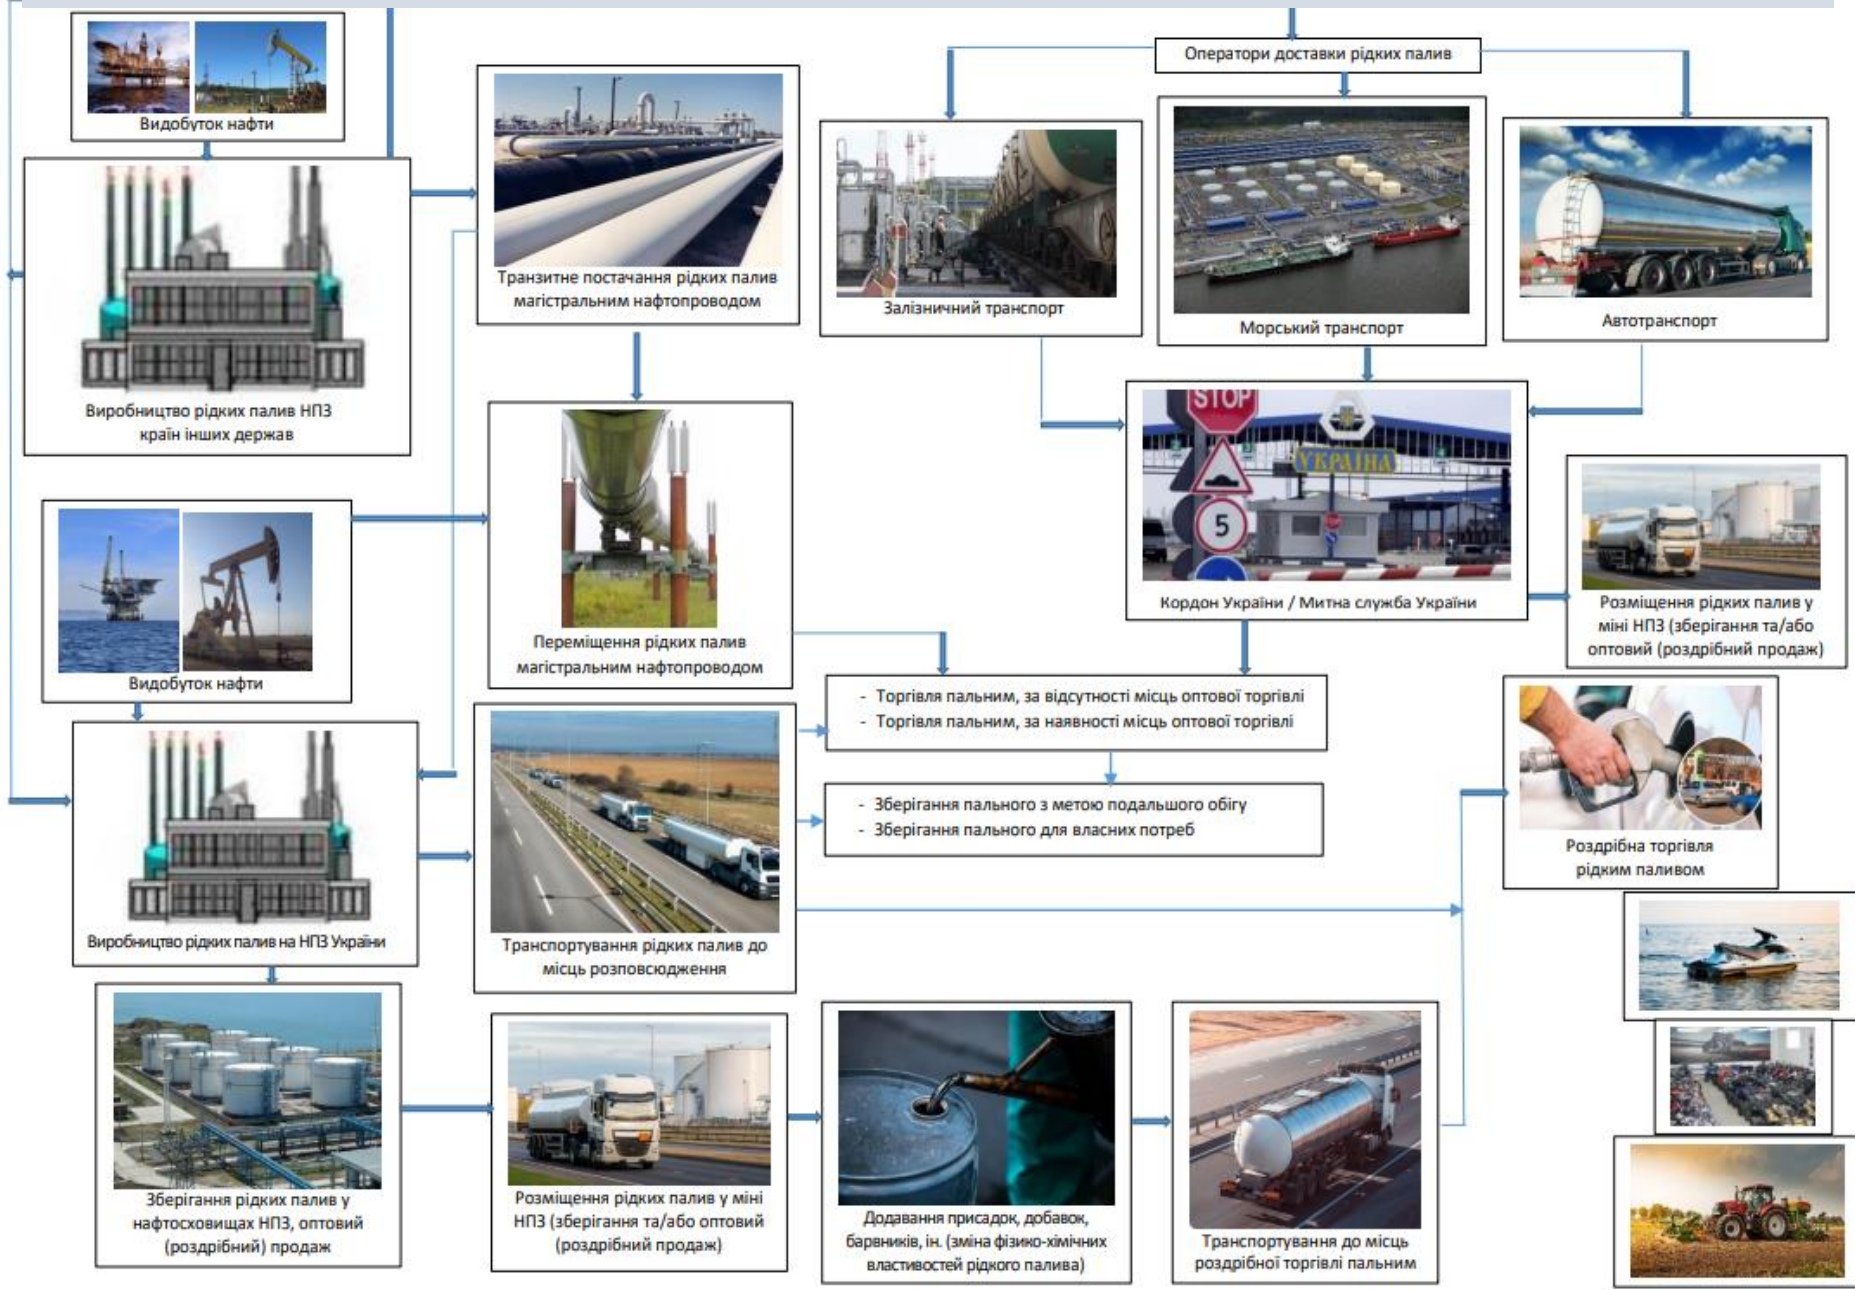 Оператори доставки рідких палив
Видобуток нафти
Транзитне постачання рідких палив
магістральним нафтопроводом
Залізничний транспорт
Морський транспорт
Автотранспорт
Виробництво рідких палив НПЗ
країн інших держав
STOP
УКРАЇНА
5
Кордон України / Митна служба України
Розміщення рідких палив у
міні НПЗ (зберігання та/або
оптовий (роздрібний продаж)
Видобуток нафти
Переміщення рідких палив
магістральним нафтопроводом
- Торгівля пальним, за відсутності місць оптової торгівлі
- Торгівля пальним, за наявності місць оптової торгівлі
- Зберігання пального з метою подальшого обігу
- Зберігання пального для власних потреб
Роздрібна торгівля
рідким паливом
Виробництво рідких палив на НПЗ України
Транспортування рідких палив до
місць розповсюдження
Зберігання рідких палив у
нафтосховищах НПЗ, оптовий
(роздрібний) продаж
Розміщення рідких палив у міні
НПЗ (зберігання та/або оптовий
(роздрібний продаж)
Додавання присадок, добавок,
барвників, ін. (зміна фізико-хімічних
властивостей рідкого палива)
Транспортування до місць
роздрібної торгівлі пальним